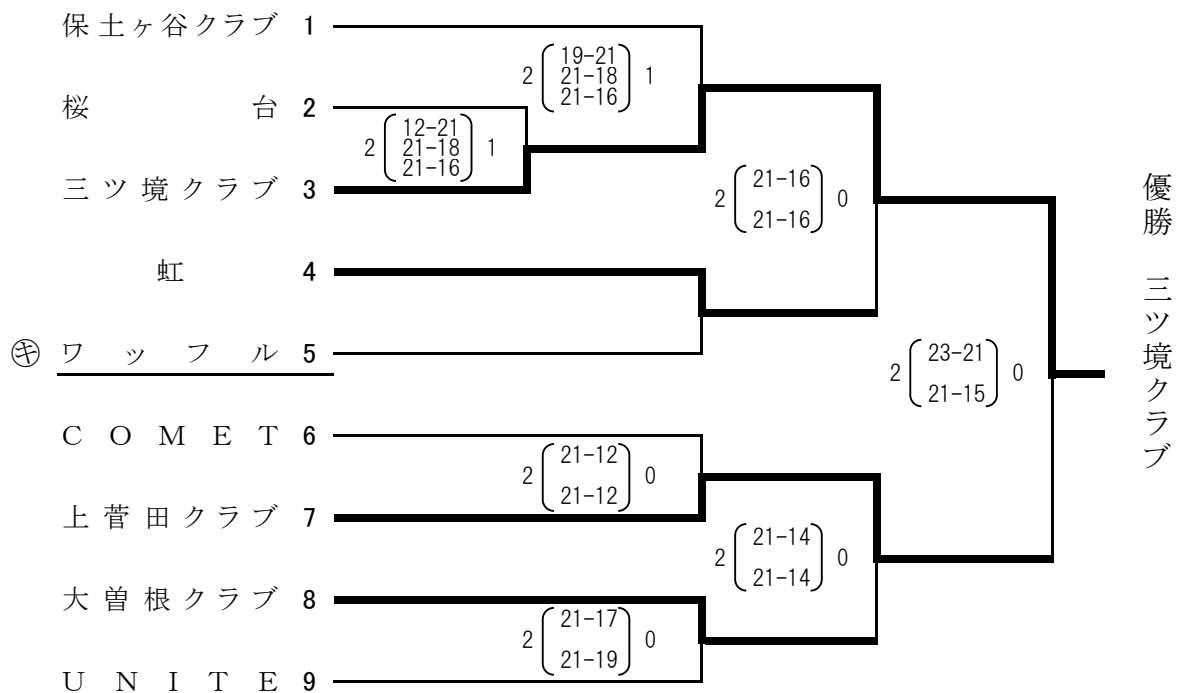 保土ヶ谷クラブ 1
2 19-21 21-18 21-16 1
桜台 2
2 12-21 21-18 21-16 1
三ツ境クラブ 3
2 21-16 21-16 0
虹 4
㋖ ワッフル 5
2 23-21 21-15 0
優勝 三ツ境クラブ
COMET 6
2 21-12 21-12 0
上菅田クラブ 7
2 21-14 21-14 0
大曽根クラブ 8
2 21-17 21-19 0
UNITE 9